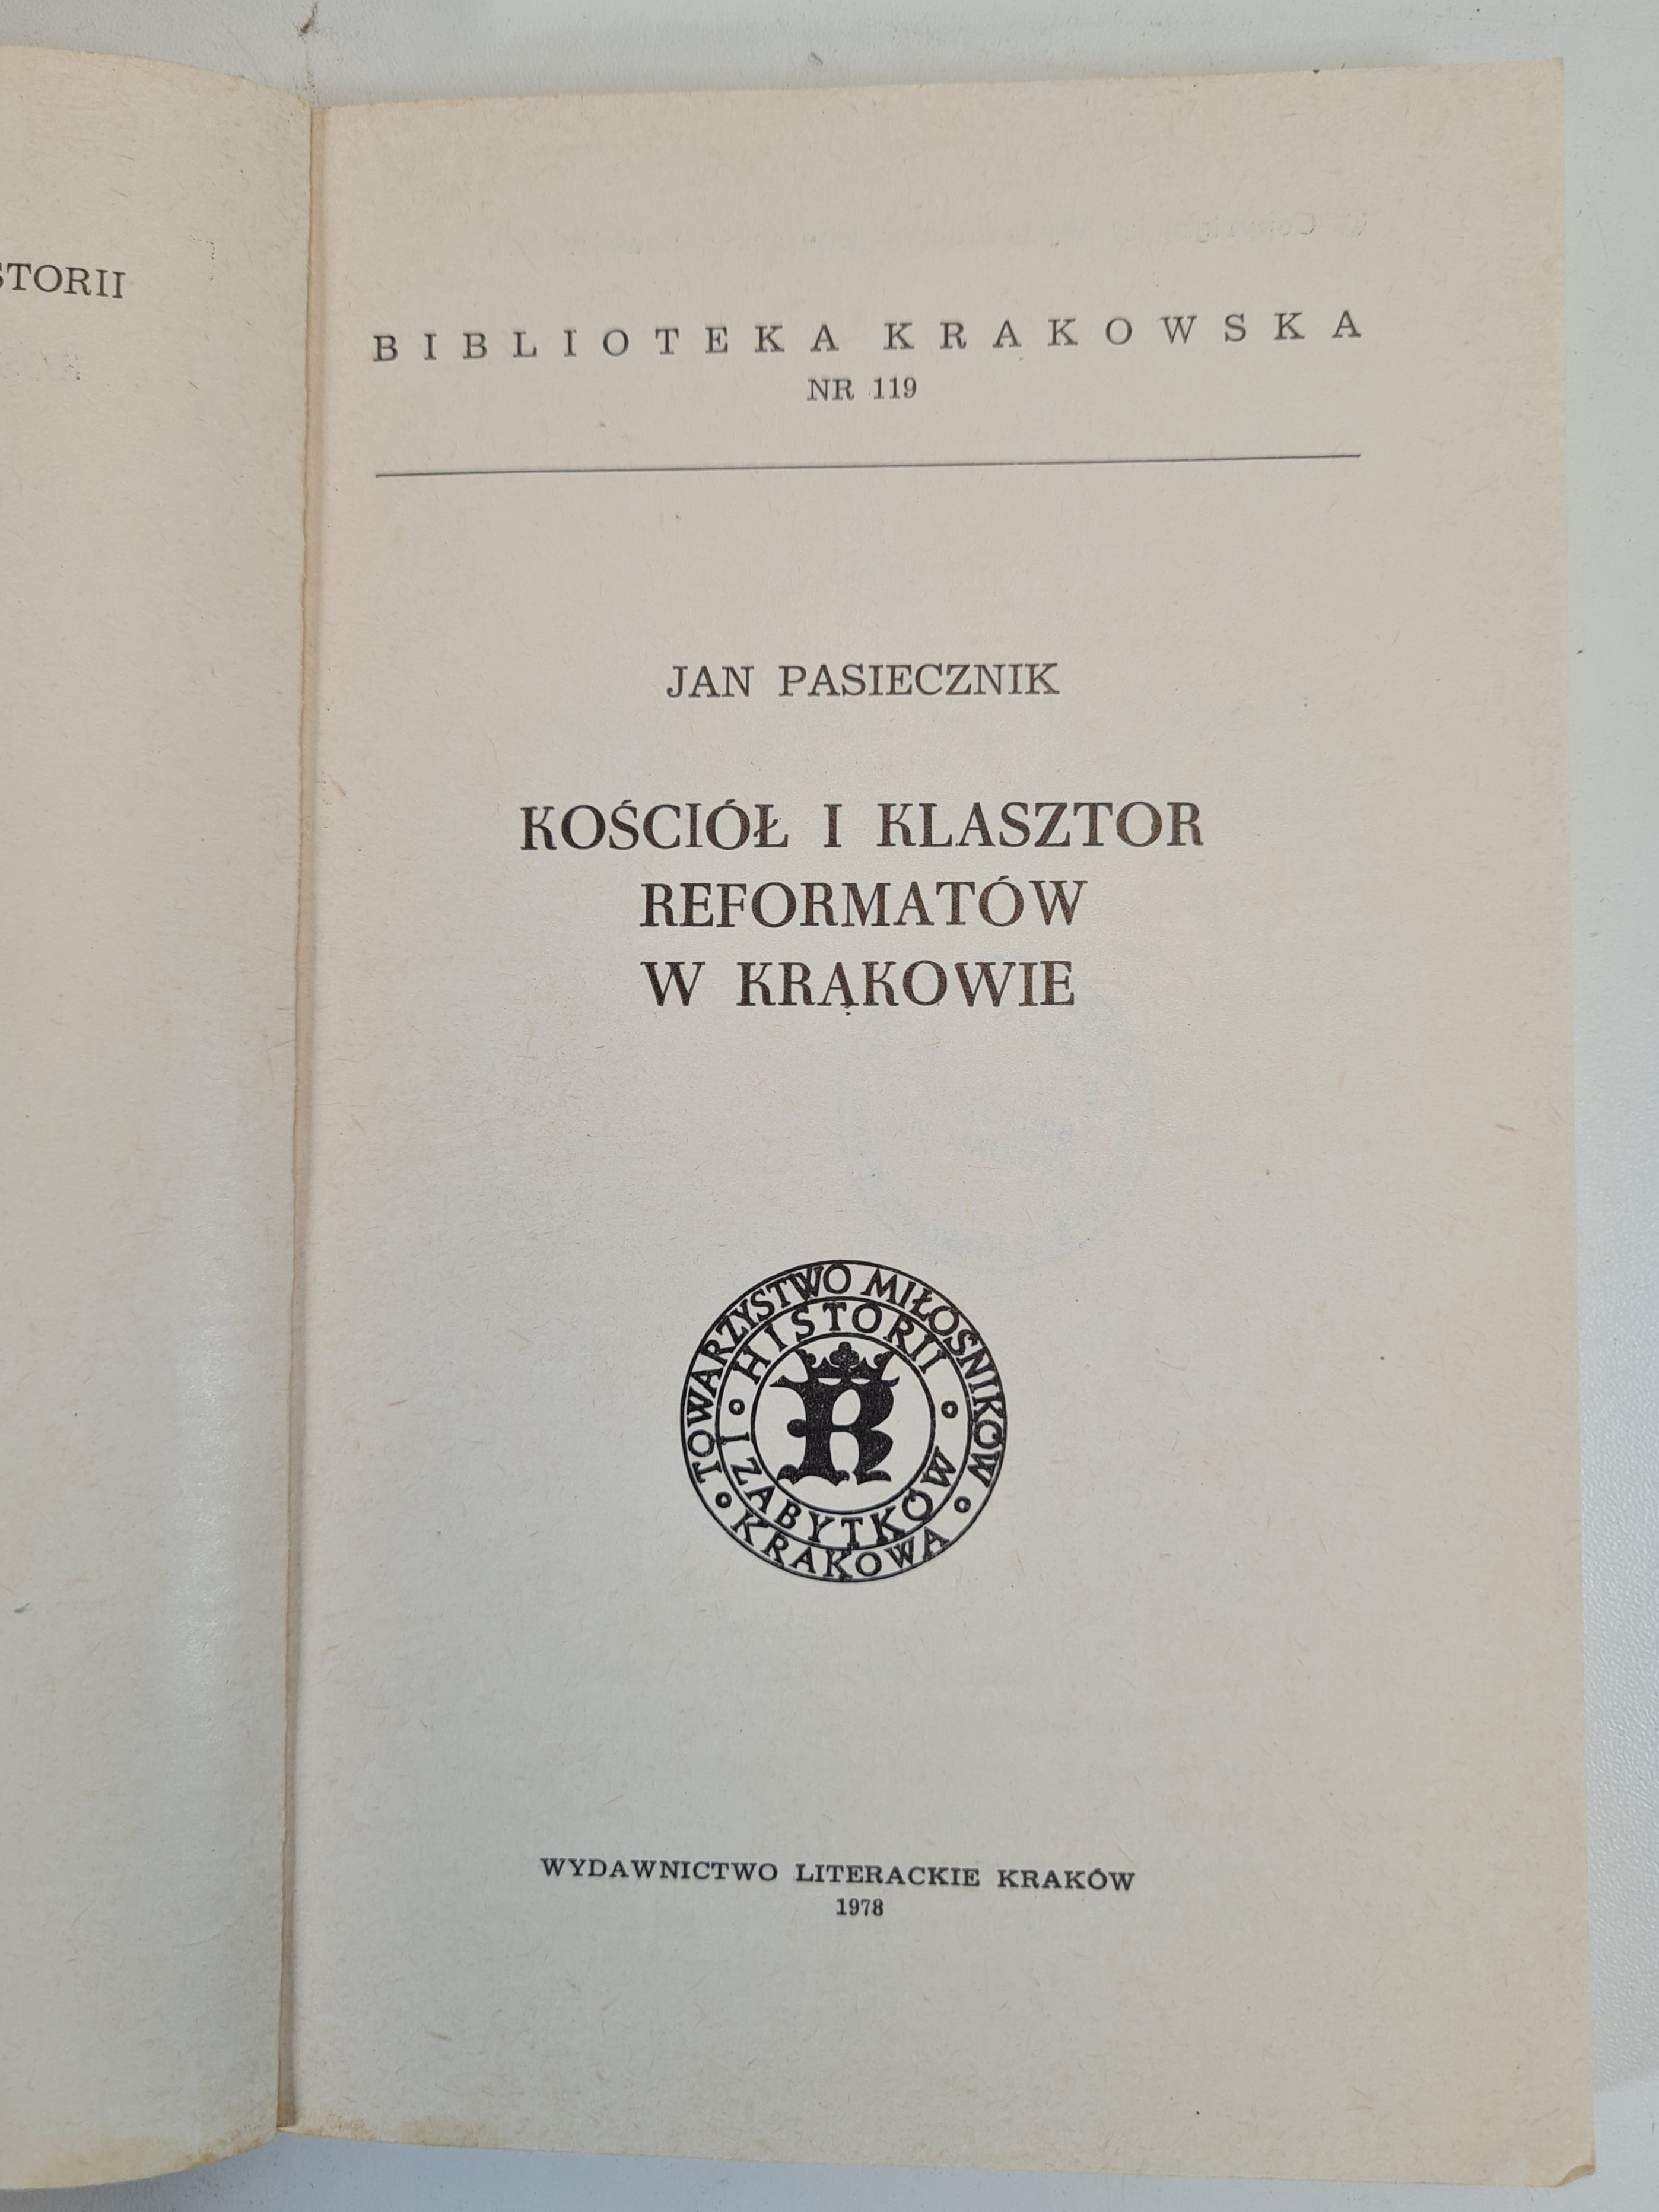 STORII
BIBLIOTEKA KRAKOWSKA
NR 119
JAN PASIECZNIK
KOŚCIÓŁ I KLASZTOR
REFORMATÓW
W KRAKOWIE
TOWARZYSTWO MIŁOŚNIKÓW
HISTORII
I ZABYTKÓW
KRAKOWA
WYDAWNICTWO LITERACKIE KRAKÓW
1978